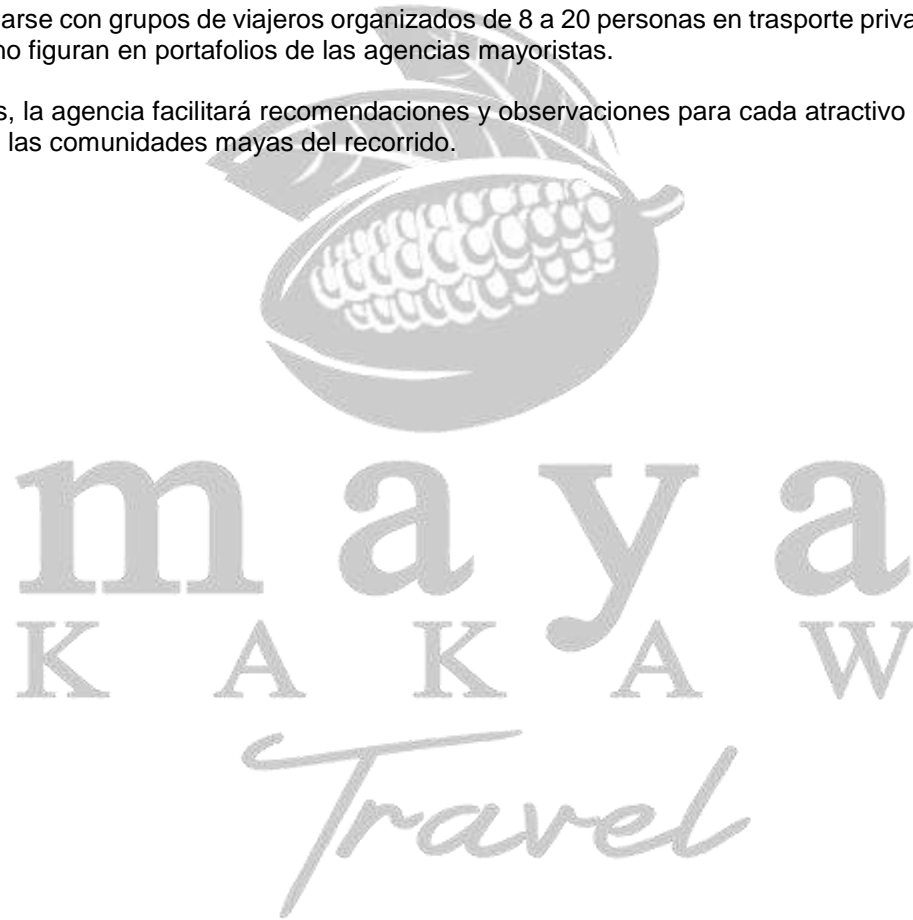 arse con grupos de viajeros organizados de 8 a 20 personas en trasporte priva
no figuran en portafolios de las agencias mayoristas.
s, la agencia facilitará recomendaciones y observaciones para cada atractivo
las comunidades mayas del recorrido.
maya
KAKAW
Travel